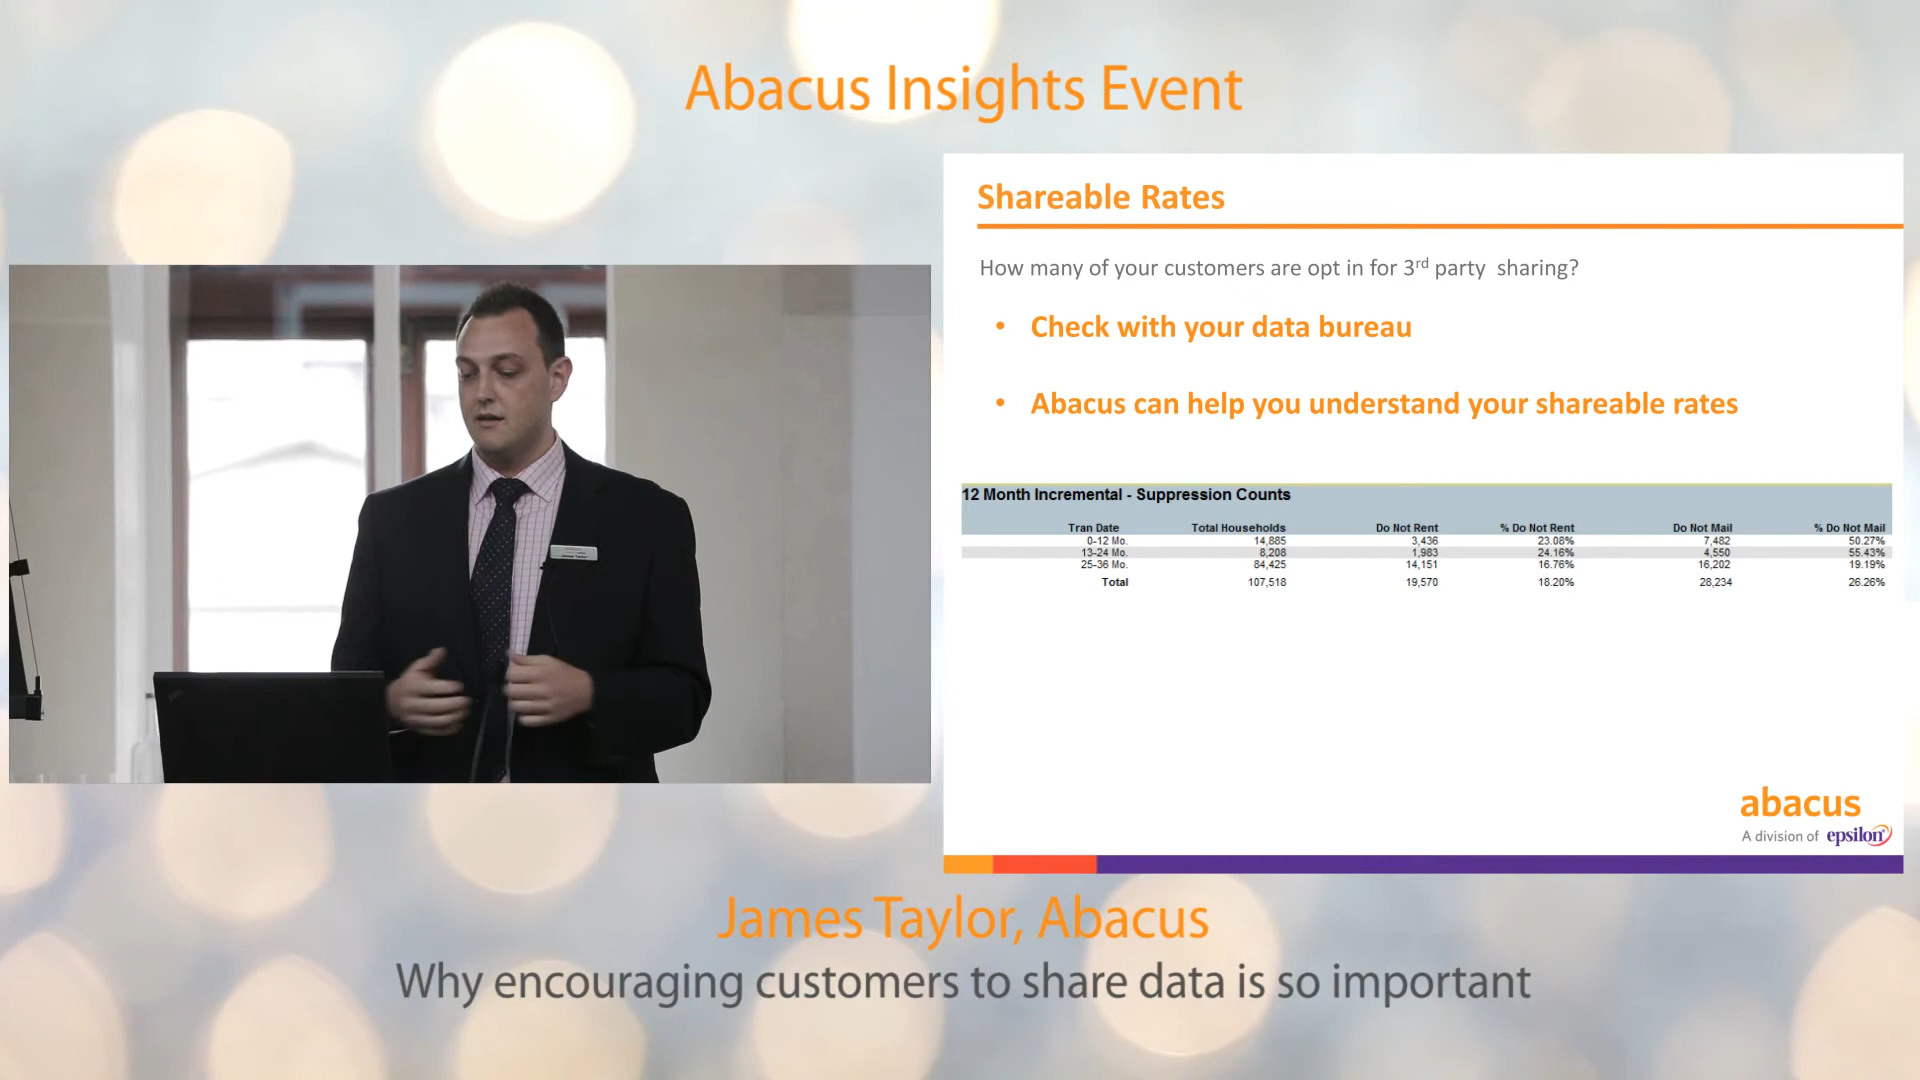 Abacus Insights Event
Shareable Rates
How many of your customers are opt in for 3rd party  sharing?
• Check with your data bureau
• Abacus can help you understand your shareable rates
12 Month Incremental - Suppression Counts
Tran Date Total Households Do Not Rent % Do Not Rent Do Not Mail % Do Not Mail
0-12 Mo. 14,885 3,436 23.08% 7,482 50.27%
13-24 Mo. 8,208 1,983 24.16% 4,550 55.43%
25-36 Mo. 84,425 14,151 16.76% 16,202 19.19%
Total 107,518 19,570 18.20% 28,234 26.26%
abacus
A division of epsilon
James Taylor, Abacus
Why encouraging customers to share data is so important